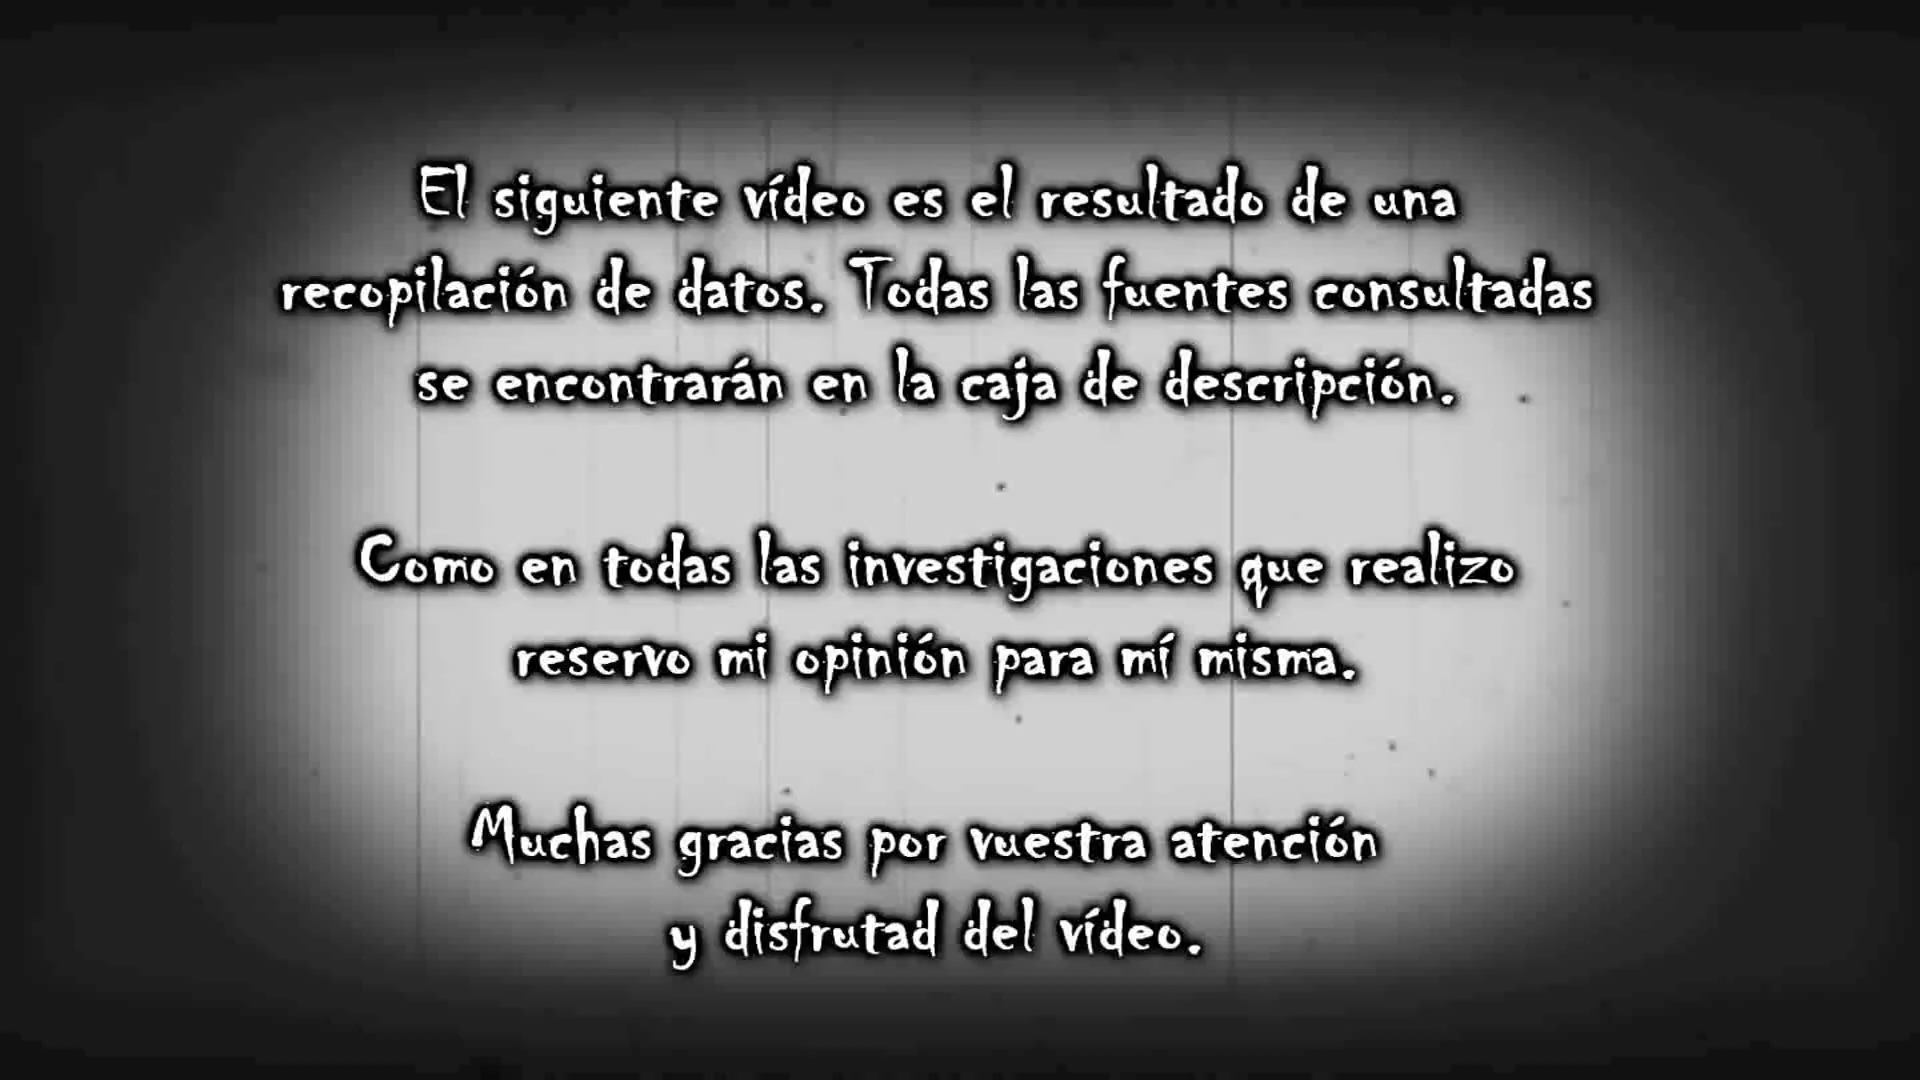 El siguiente vídeo es el resultado de una
recopilación de datos. Todas las fuentes consultadas
se encontrarán en la caja de descripción.
Como en todas las investigaciones que realizo
reservo mi opinión para mí misma.
Muchas gracias por vuestra atención
y disfrutad del vídeo.